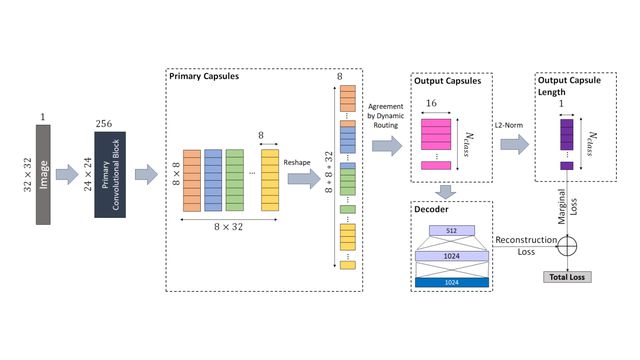 1
32 × 32
Image
256
24 × 24
Primary
Convolutional Block
Primary Capsules
8 × 8
8
...
8 × 32
Reshape
8
8 * 8 * 32
...
...
...
...
Agreement
by Dynamic
Routing
Output Capsules
16
N_class
...
L2-Norm
Output Capsule
Length
1
N_class
...
Decoder
512
1024
1024
Reconstruction
Loss
Marginal
Loss
Total Loss